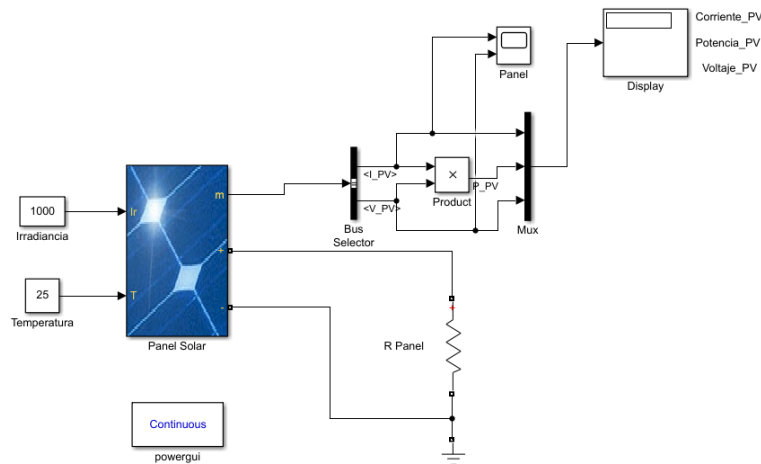 Corriente_PV
Potencia_PV
Voltaje_PV
Display
Panel
<I_PV>
×
P_PV
<V_PV>
Product
Bus
Selector
Mux
m
1000
Ir
Irradiancia
+
25
T
-
Temperatura
Panel Solar
+
R Panel
Continuous
powergui